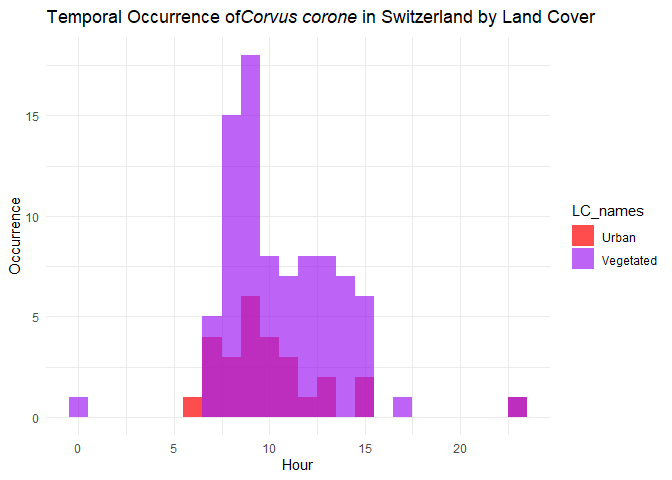 Temporal Occurrence ofCorvus corone in Switzerland by Land Cover
15
10
5
0
Occurrence
0 5 10 15 20
Hour
LC_names
Urban
Vegetated